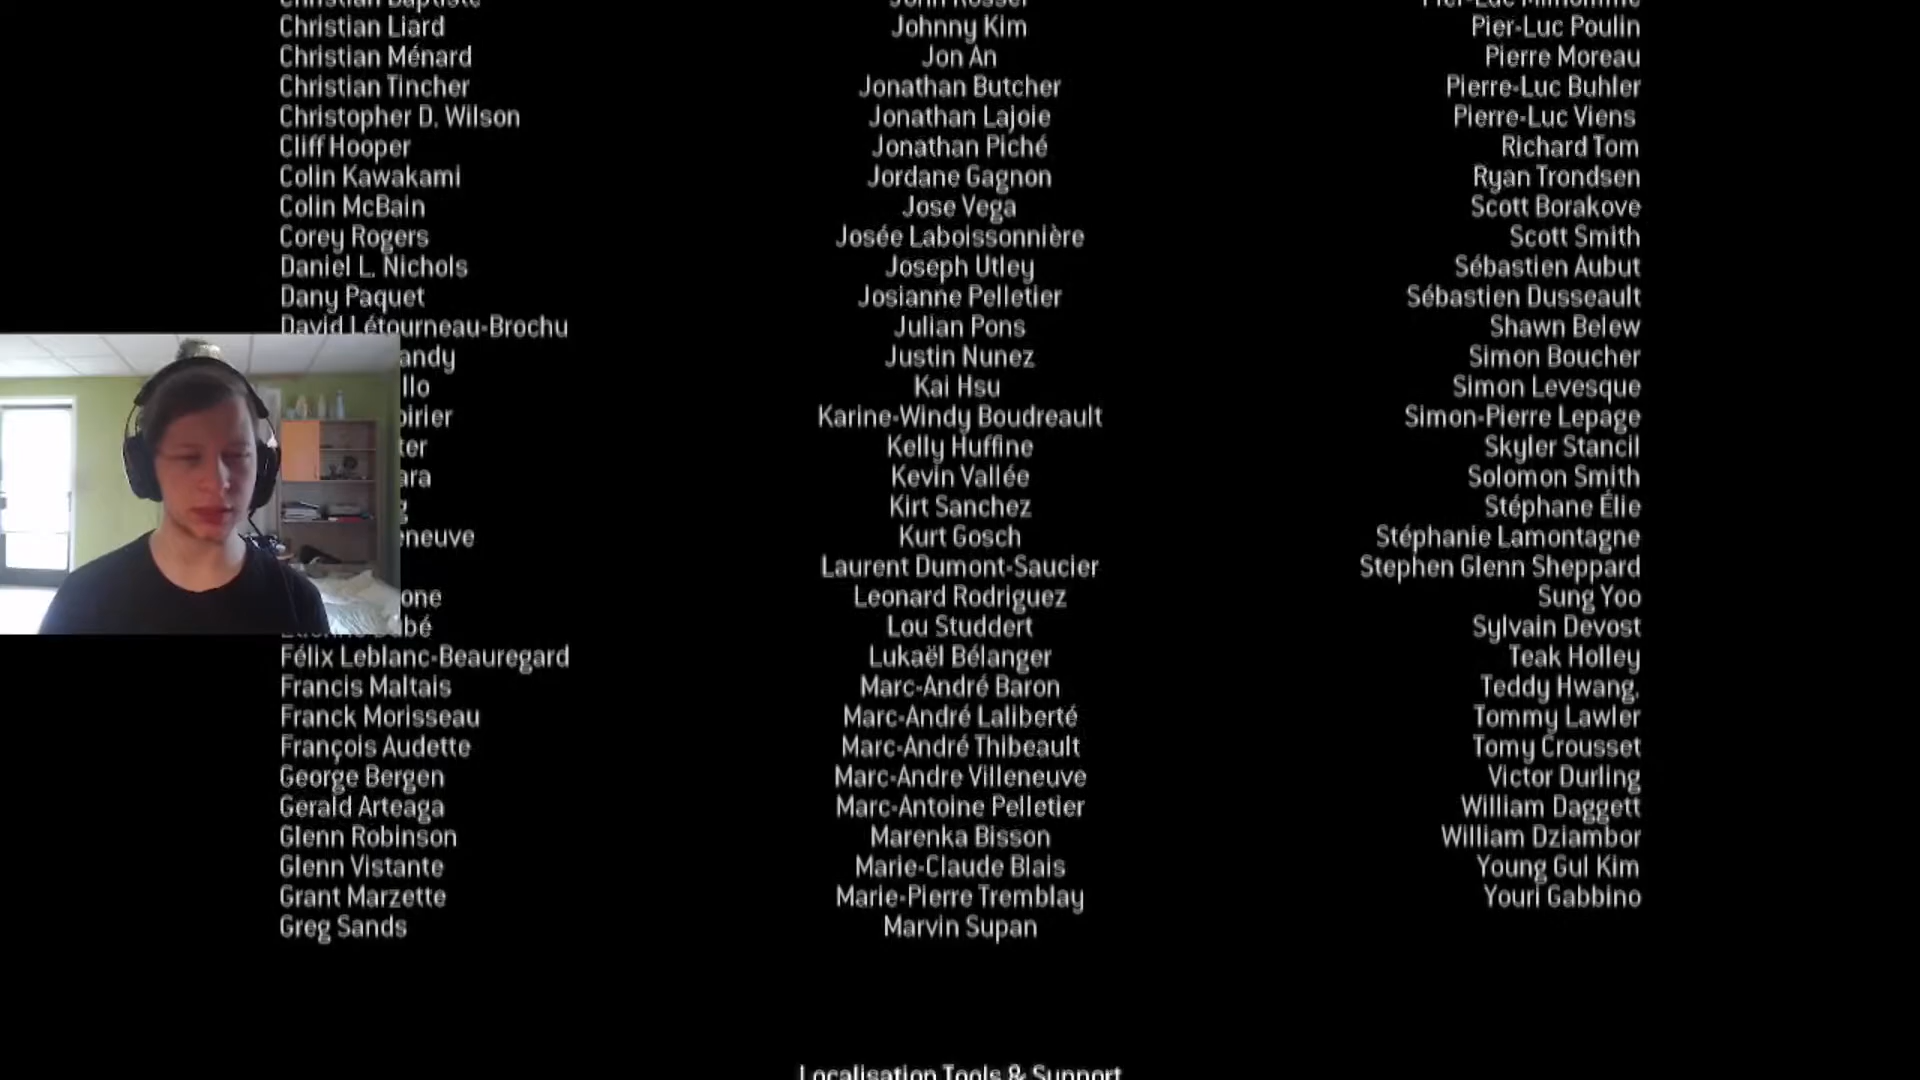 Christian Liard
Christian Ménard
Christian Tincher
Christopher D. Wilson
Cliff Hooper
Colin Kawakami
Colin McBain
Corey Rogers
Daniel L. Nichols
Dany Paquet
David Létourneau-Brochu
Félix Leblanc-Beauregard
Francis Maltais
Franck Morisseau
François Audette
George Bergen
Gerald Arteaga
Glenn Robinson
Glenn Vistante
Grant Marzette
Greg Sands
Johnny Kim
Jon An
Jonathan Butcher
Jonathan Lajoie
Jonathan Piché
Jordane Gagnon
Jose Vega
Josée Laboissonnière
Joseph Utley
Josianne Pelletier
Julian Pons
Justin Nunez
Kai Hsu
Karine-Windy Boudreault
Kelly Huffine
Kevin Vallée
Kirt Sanchez
Kurt Gosch
Laurent Dumont-Saucier
Leonard Rodriguez
Lou Studdert
Lukaël Bélanger
Marc-André Baron
Marc-André Laliberté
Marc-André Thibeault
Marc-Andre Villeneuve
Marc-Antoine Pelletier
Marenka Bisson
Marie-Claude Blais
Marie-Pierre Tremblay
Marvin Supan
Pier-Luc Poulin
Pierre Moreau
Pierre-Luc Buhler
Pierre-Luc Viens
Richard Tom
Ryan Trondsen
Scott Borakove
Scott Smith
Sébastien Aubut
Sébastien Dusseault
Shawn Belew
Simon Boucher
Simon Levesque
Simon-Pierre Lepage
Skyler Stancil
Solomon Smith
Stéphane Élie
Stéphanie Lamontagne
Stephen Glenn Sheppard
Sung Yoo
Sylvain Devost
Teak Holley
Teddy Hwang,
Tommy Lawler
Tomy Crousset
Victor Durling
William Daggett
William Dziambor
Young Gul Kim
Youri Gabbino
Localisation Tools & Support